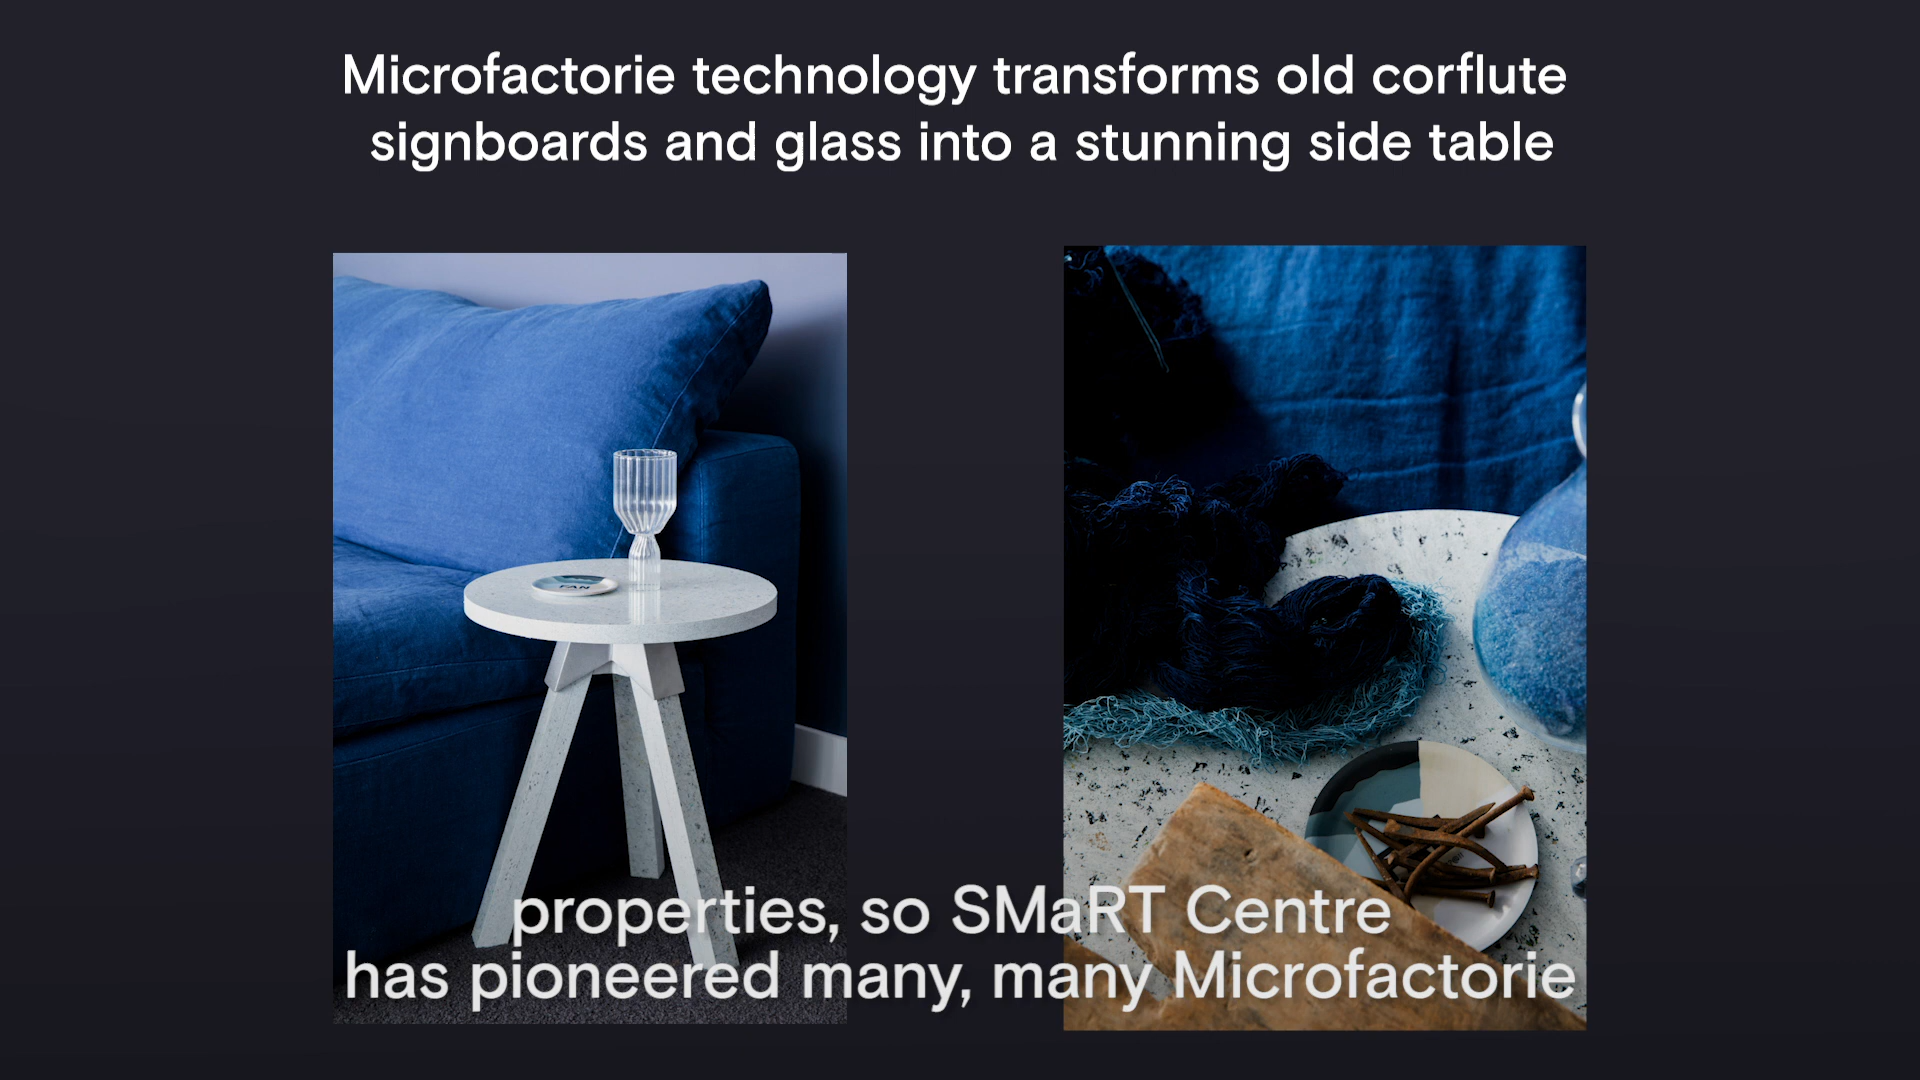 Microfactorie technology transforms old corflute
signboards and glass into a stunning side table
properties, so SMaRT Centre
has pioneered many, many Microfactorie